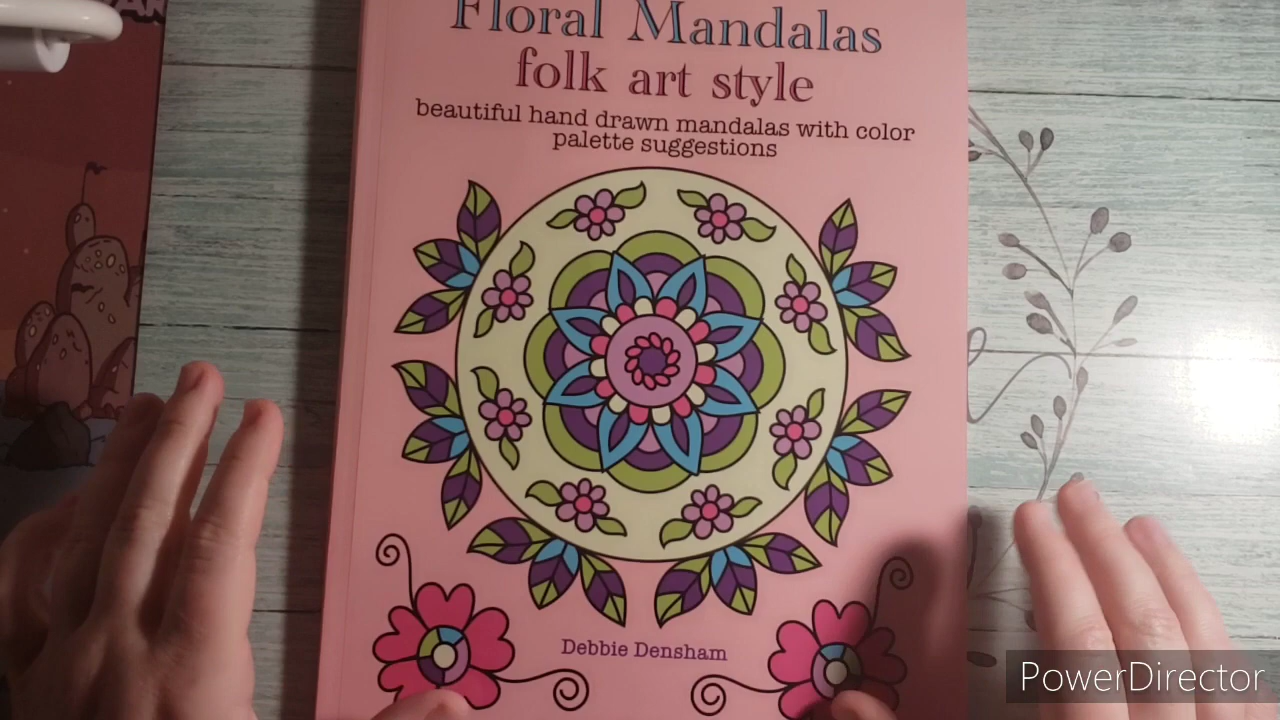 Floral Mandalas
folk art style
beautiful hand drawn mandalas with color
palette suggestions
Debbie Densham
PowerDirector